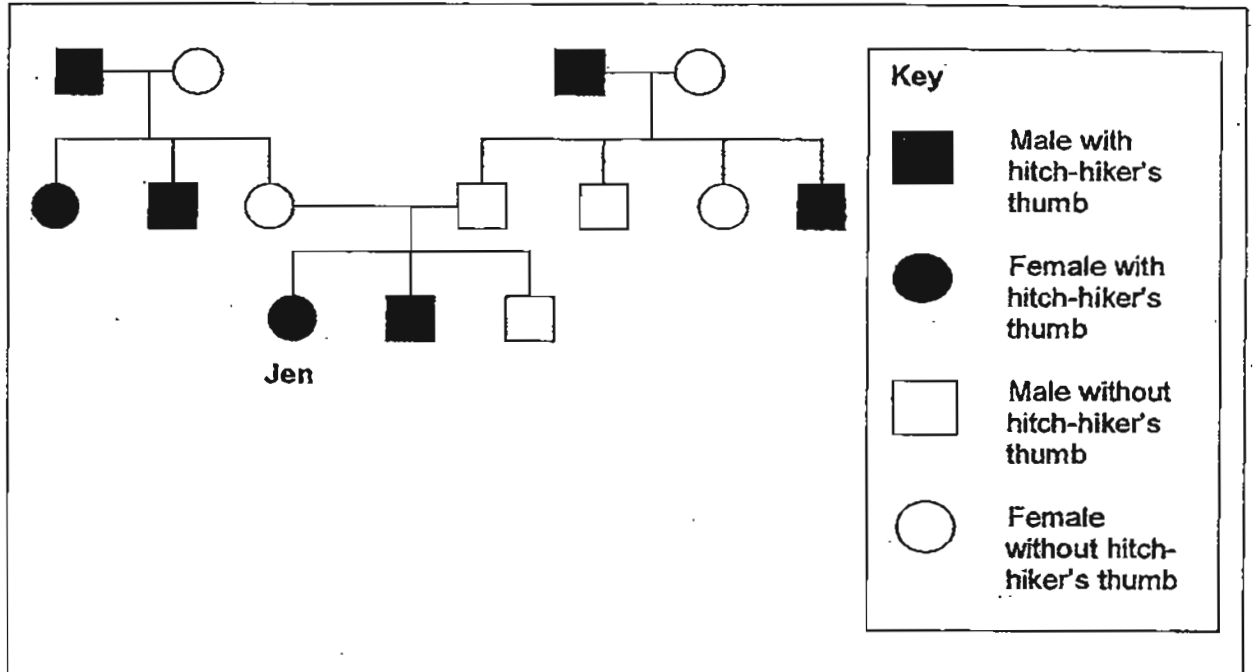 Key
Male with
hitch-hiker's
thumb
Female with
hitch-hiker's
thumb
Male without
hitch-hiker's
thumb
Female
without hitch-
hiker's thumb
Jen